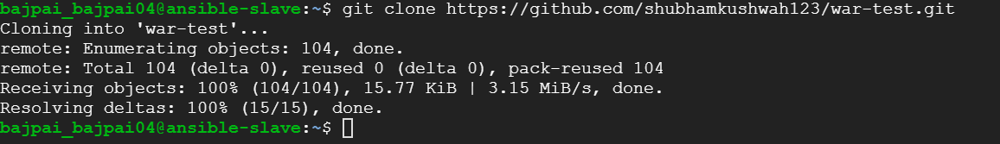 bajpai_bajpai04@ansible-slave:~$ git clone https://github.com/shubhamkushwah123/war-test.git
Cloning into 'war-test'...
remote: Enumerating objects: 104, done.
remote: Total 104 (delta 0), reused 0 (delta 0), pack-reused 104
Receiving objects: 100% (104/104), 15.77 KiB | 3.15 MiB/s, done.
Resolving deltas: 100% (15/15), done.
bajpai_bajpai04@ansible-slave:~$